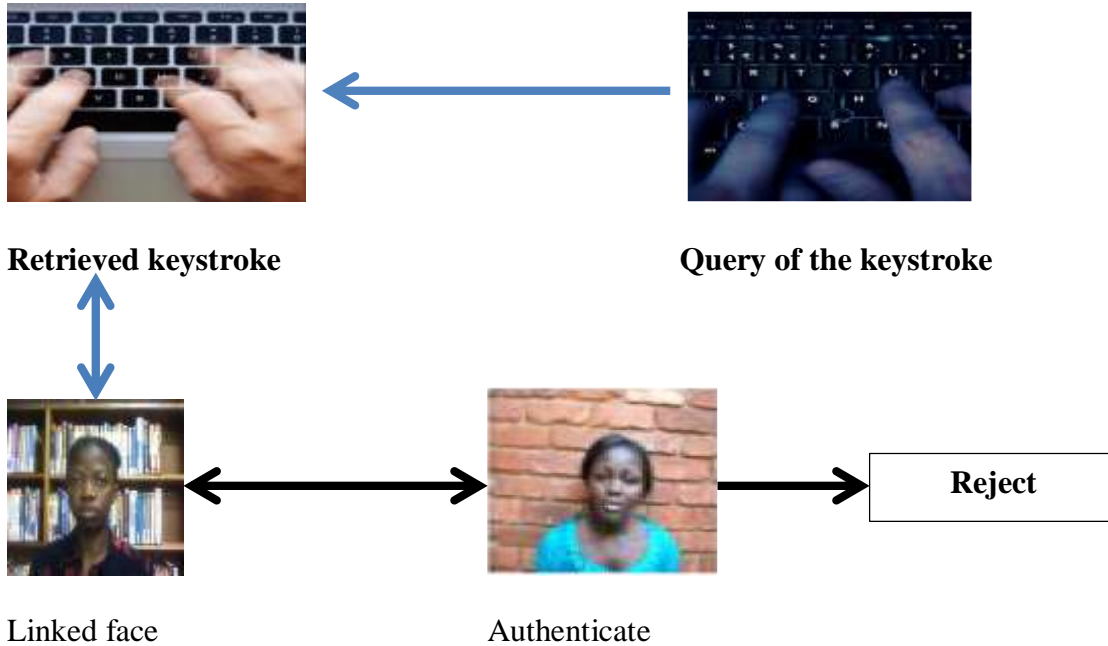 Retrieved keystroke
Query of the keystroke
Reject
Linked face
Authenticate